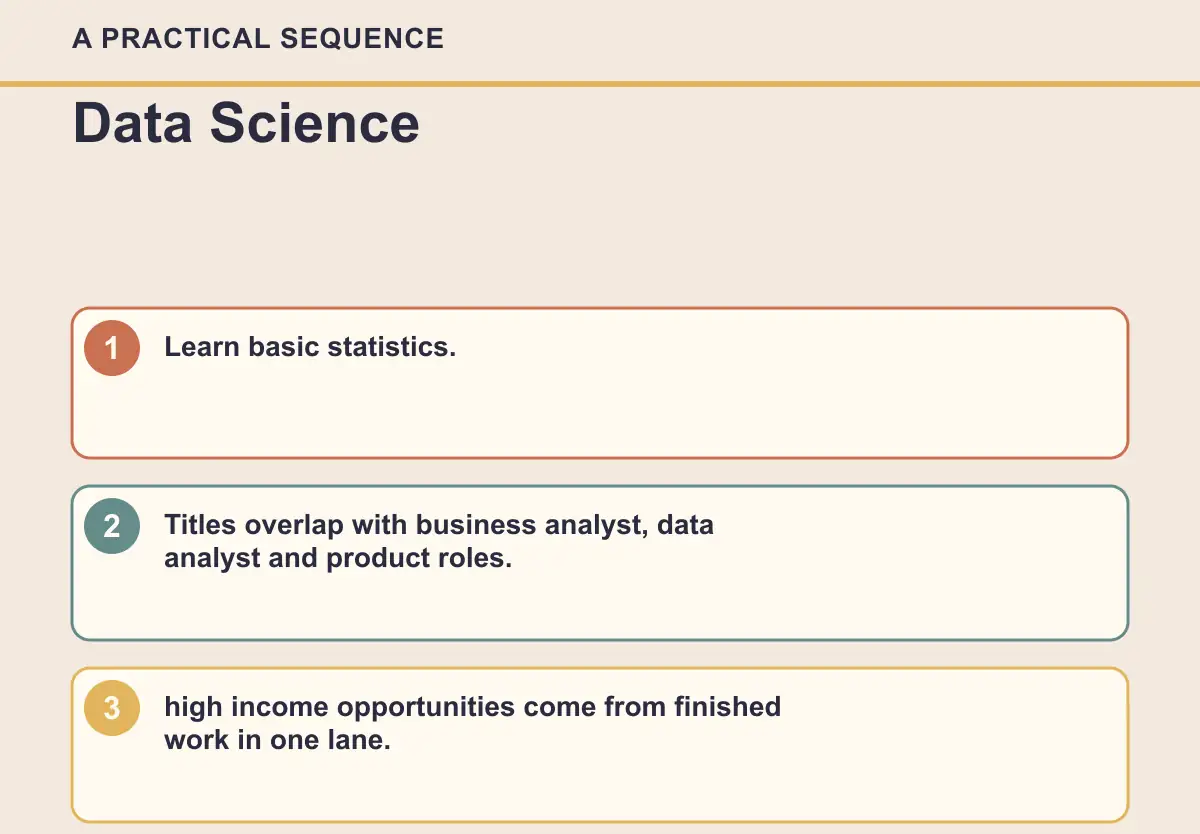 A PRACTICAL SEQUENCE
Data Science
1
Learn basic statistics.
2
Titles overlap with business analyst, data
analyst and product roles.
3
high income opportunities come from finished
work in one lane.